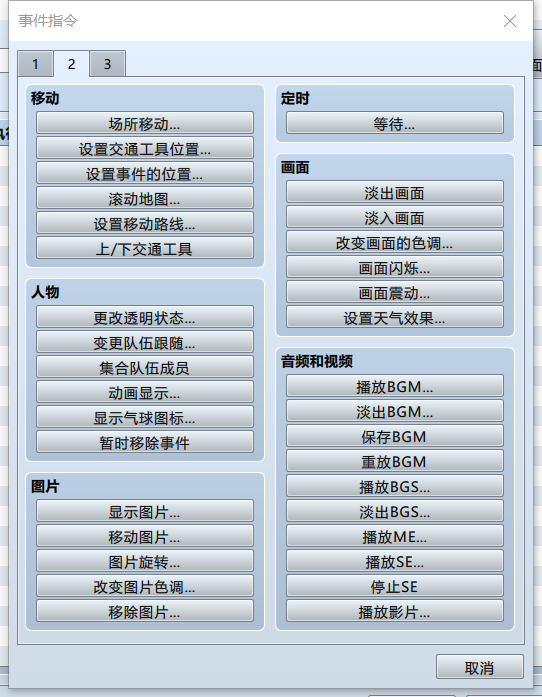 事件指令
1
2
3
移动
场所移动...
设置交通工具位置...
设置事件的位置...
滚动地图...
设置移动路线...
上/下交通工具
人物
更改透明状态...
变更队伍跟随...
集合队伍成员
动画显示...
显示气球图标...
暂时移除事件
图片
显示图片...
移动图片...
图片旋转...
改变图片色调...
移除图片...
定时
等待...
画面
淡出画面
淡入画面
改变画面的色调...
画面闪烁...
画面震动...
设置天气效果...
音频和视频
播放BGM...
淡出BGM...
保存BGM
重放BGM
播放BGS...
淡出BGS...
播放ME...
播放SE...
停止SE
播放影片...
取消